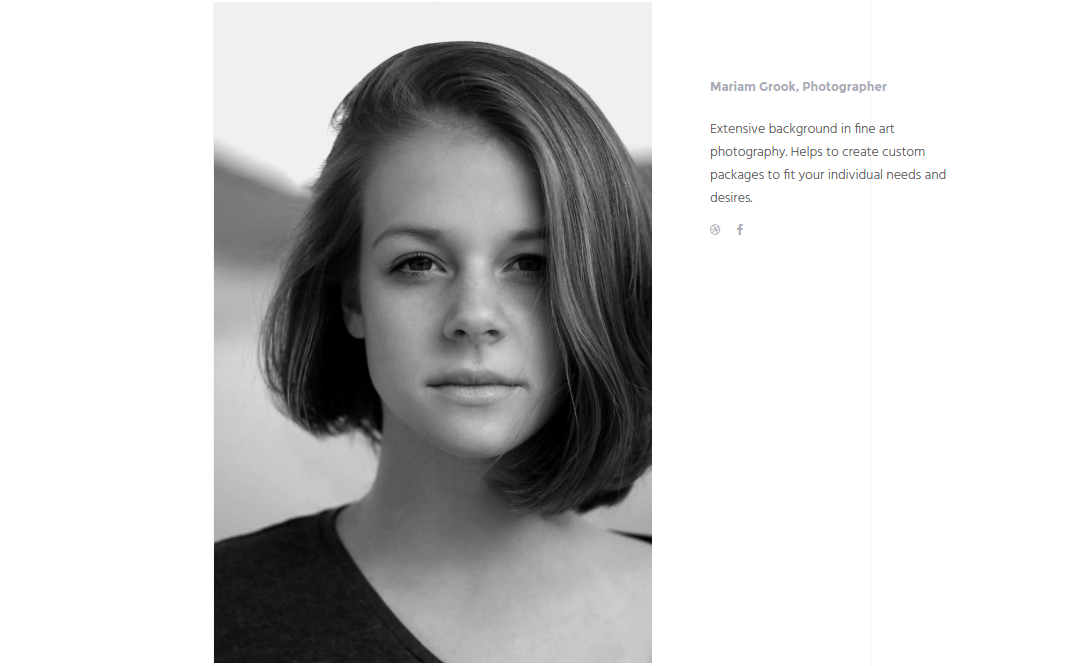 Mariam Grook, Photographer
Extensive background in fine art
photography. Helps to create custom
packages to fit your individual needs and
desires.